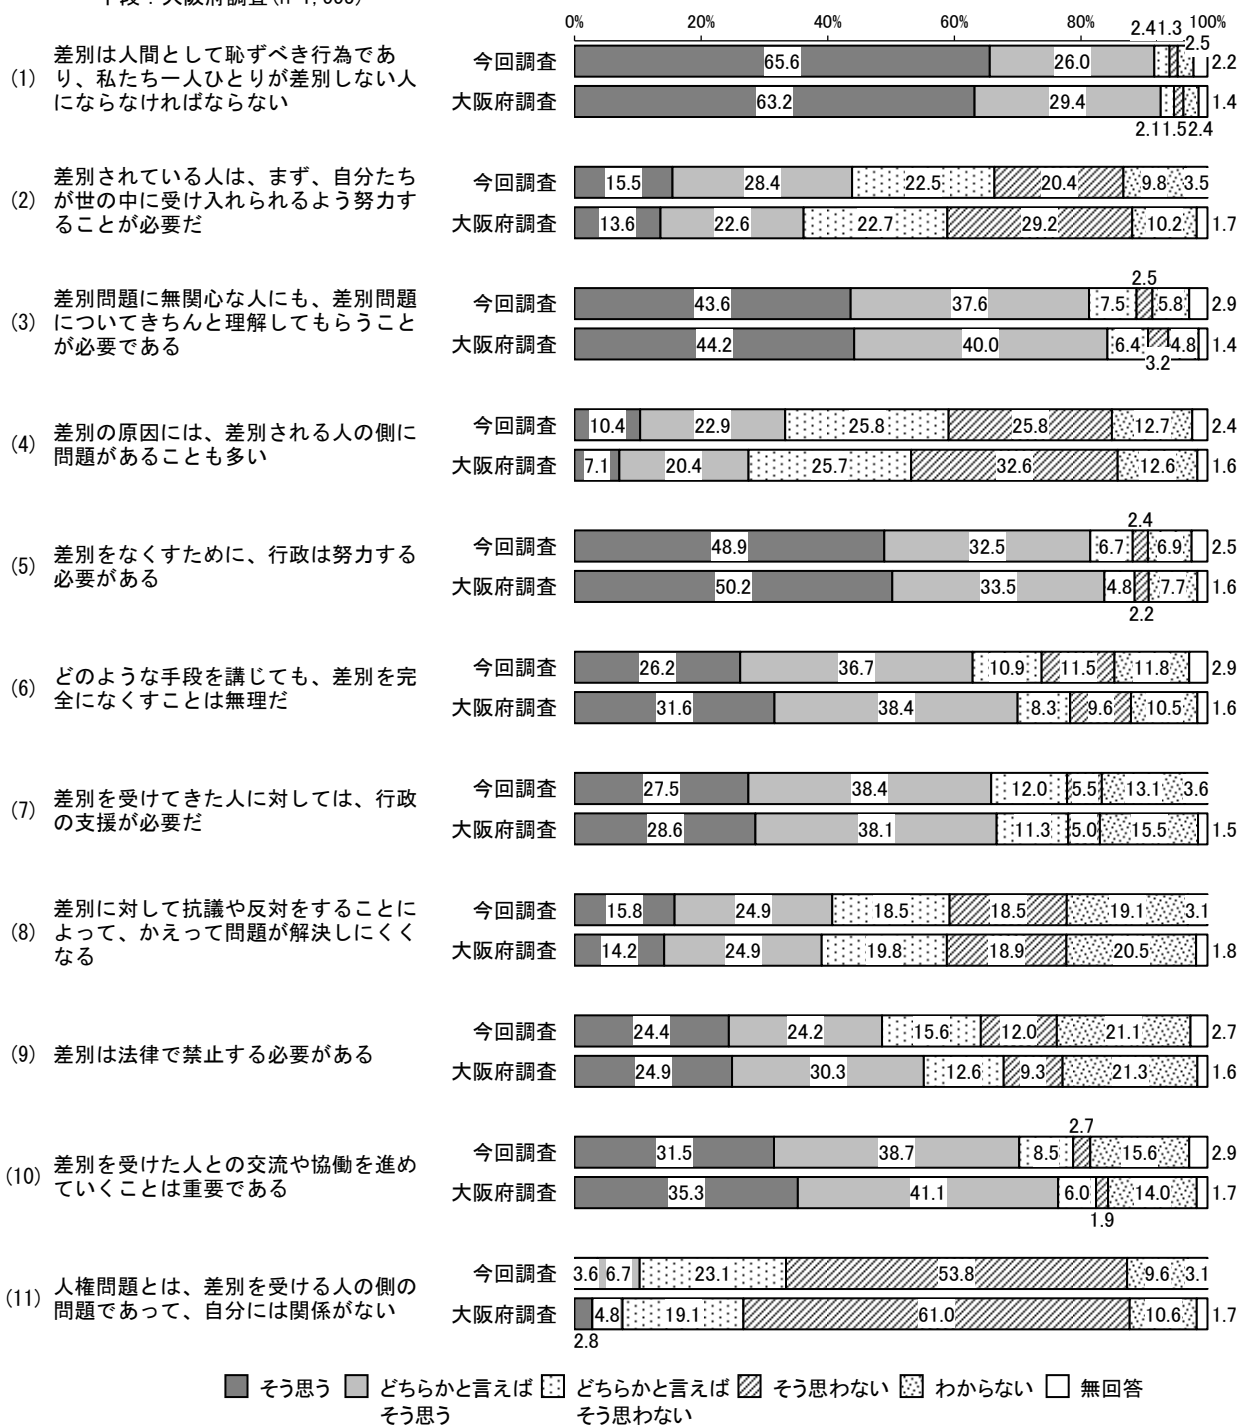 0% 20% 40% 60% 80% 100%
(1) 差別は人間として恥ずべき行為であ
り、私たち一人ひとりが差別しない人
にならなければならない
今回調査 65.6 26.0 2.4 1.3 2.5 2.2
大阪府調査 63.2 29.4 2.1 1.5 2.4 1.4
(2) 差別されている人は、まず、自分たち
が世の中に受け入れられるよう努力す
ることが必要だ
今回調査 15.5 28.4 22.5 20.4 9.8 3.5
大阪府調査 13.6 22.6 22.7 29.2 10.2 1.7
(3) 差別問題に無関心な人にも、差別問題
についてきちんと理解してもらうこと
が必要である
今回調査 43.6 37.6 7.5 2.5 5.8 2.9
大阪府調査 44.2 40.0 6.4 3.2 4.8 1.4
(4) 差別の原因には、差別される人の側に
問題があることも多い
今回調査 10.4 22.9 25.8 25.8 12.7 2.4
大阪府調査 7.1 20.4 25.7 32.6 12.6 1.6
(5) 差別をなくすために、行政は努力する
必要がある
今回調査 48.9 32.5 6.7 2.4 6.9 2.5
大阪府調査 50.2 33.5 4.8 2.2 7.7 1.6
(6) どのような手段を講じても、差別を完
全になくすことは無理だ
今回調査 26.2 36.7 10.9 11.5 11.8 2.9
大阪府調査 31.6 38.4 8.3 9.6 10.5 1.6
(7) 差別を受けてきた人に対しては、行政
の支援が必要だ
今回調査 27.5 38.4 12.0 5.5 13.1 3.6
大阪府調査 28.6 38.1 11.3 5.0 15.5 1.5
(8) 差別に対して抗議や反対をすることに
よって、かえって問題が解決しにくく
なる
今回調査 15.8 24.9 18.5 18.5 19.1 3.1
大阪府調査 14.2 24.9 19.8 18.9 20.5 1.8
(9) 差別は法律で禁止する必要がある
今回調査 24.4 24.2 15.6 12.0 21.1 2.7
大阪府調査 24.9 30.3 12.6 9.3 21.3 1.6
(10) 差別を受けた人との交流や協働を進め
ていくことは重要である
今回調査 31.5 38.7 8.5 2.7 15.6 2.9
大阪府調査 35.3 41.1 6.0 1.9 14.0 1.7
(11) 人権問題とは、差別を受ける人の側の
問題であって、自分には関係がない
今回調査 3.6 6.7 23.1 53.8 9.6 3.1
大阪府調査 2.8 4.8 19.1 61.0 10.6 1.7
そう思う どちらかと言えば どちらかと言えば そう思わない わからない 無回答
そう思う そう思わない